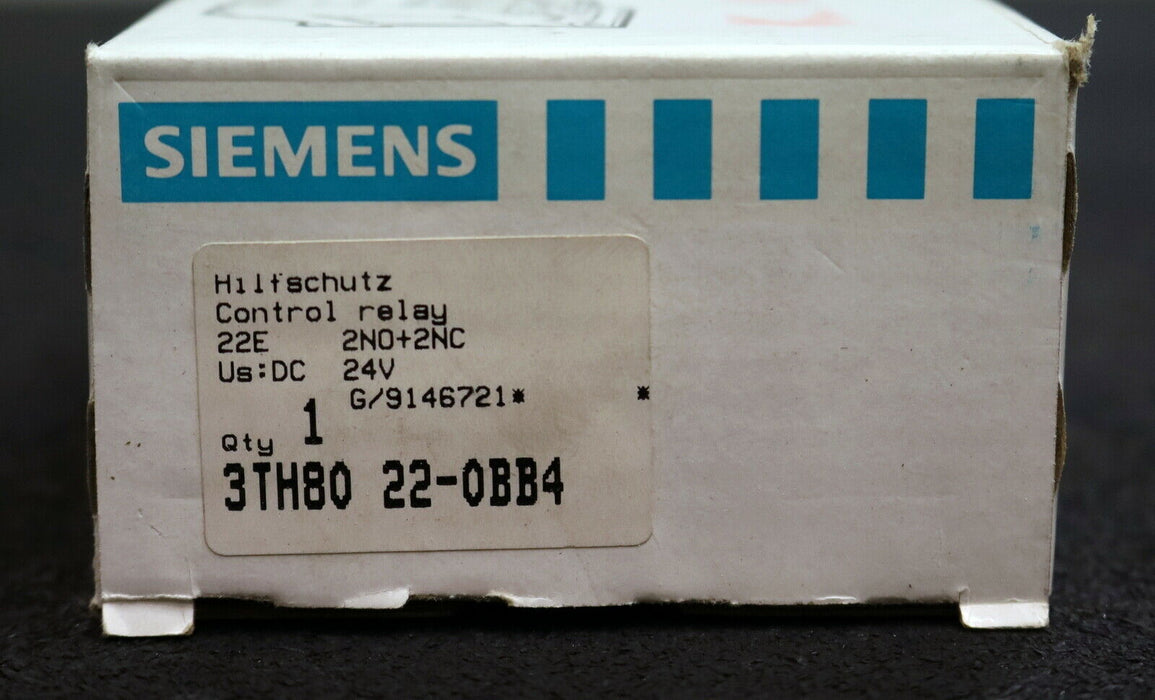 SIEMENS
Hilfschutz
Control relay
22E 2NO+2NC
Us:DC 24V
G/9146721* *
Qty 1
3TH80 22-0BB4